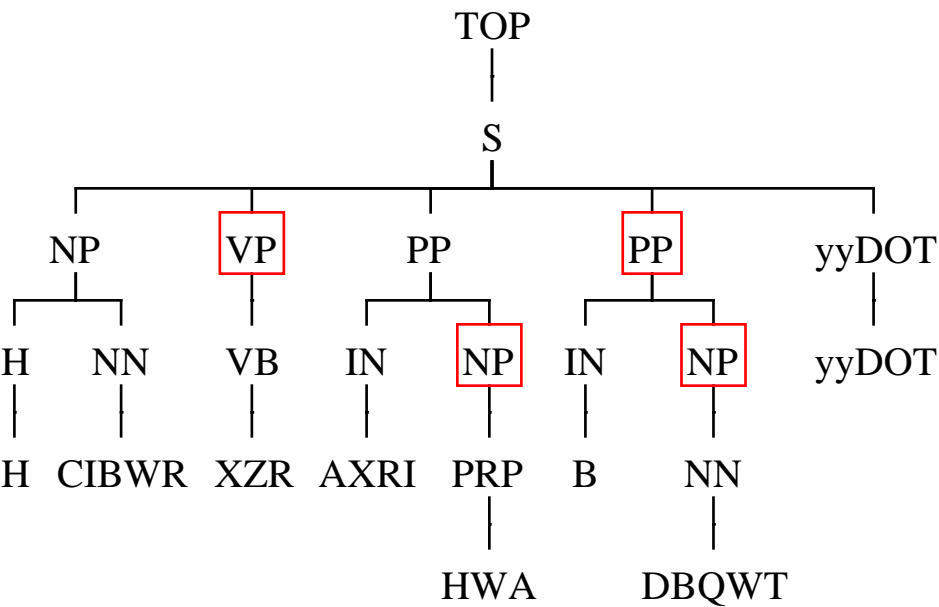 TOP
S
NP VP PP PP yyDOT
H NN VB IN NP IN NP yyDOT
H CIBWR XZR AXRI PRP B NN
HWA DBQWT